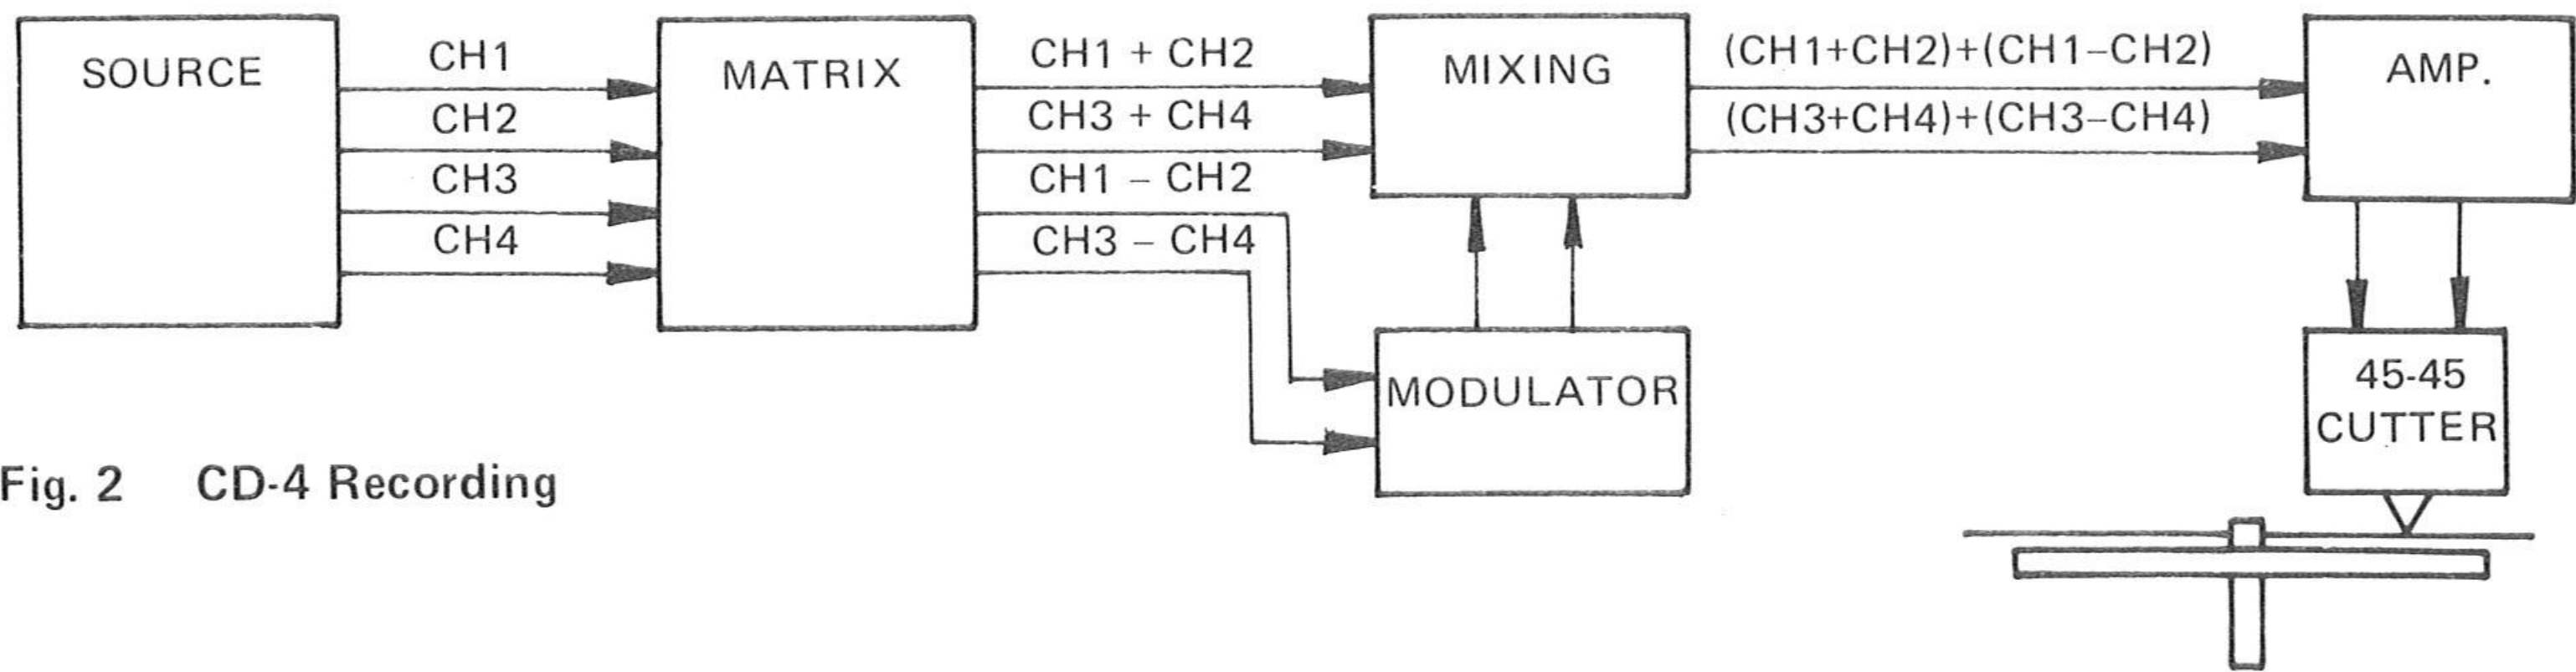 SOURCE
CH1
CH2
CH3
CH4
MATRIX
CH1 + CH2
CH3 + CH4
CH1 – CH2
CH3 – CH4
MIXING
MODULATOR
(CH1+CH2)+(CH1–CH2)
(CH3+CH4)+(CH3–CH4)
AMP.
45-45
CUTTER
Fig. 2 CD-4 Recording